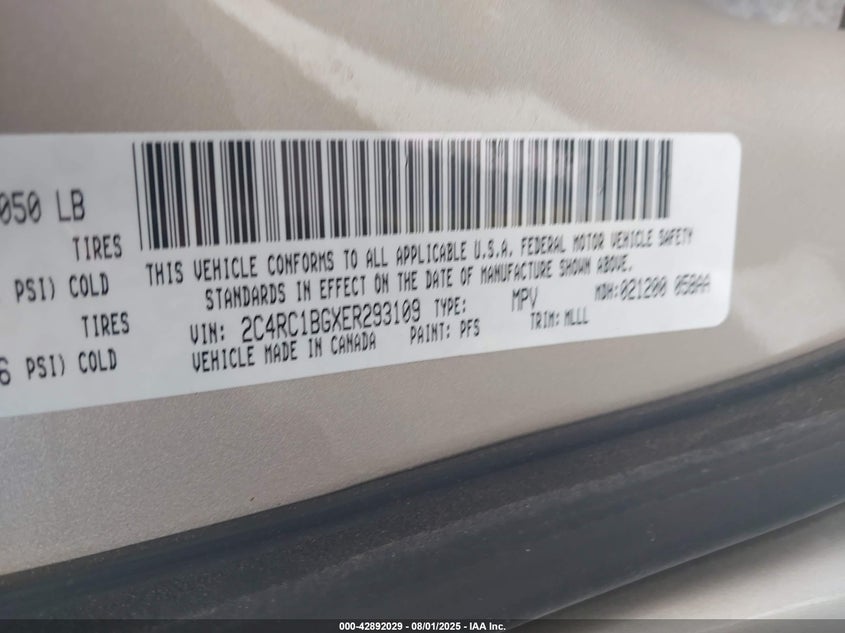 050 LB
TIRES
PSI) COLD
TIRES
6 PSI) COLD
THIS VEHICLE CONFORMS TO ALL APPLICABLE U.S.A. FEDERAL MOTOR VEHICLE SAFETY
STANDARDS IN EFFECT ON THE DATE OF MANUFACTURE SHOWN ABOVE.
VIN: 2C4RC1BGXER293109 TYPE: MPV MDH:021200 058AA
VEHICLE MADE IN CANADA PAINT: PFS TRIM: MLLL
000-42892029 - 08/01/2025 - IAA Inc.